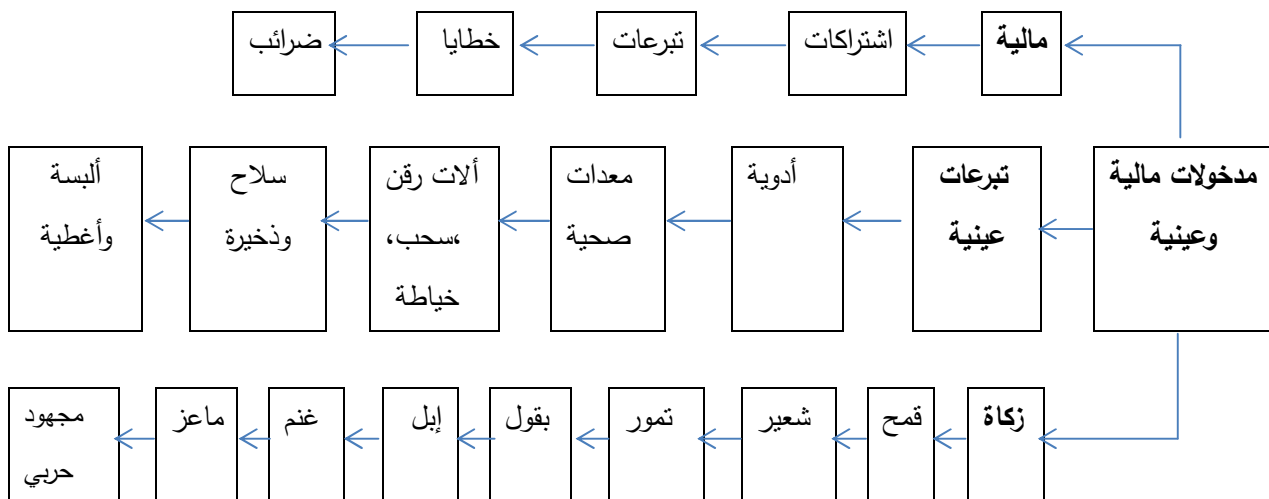 مالية
اشتراكات
تبرعات
خطايا
ضرائب
مدخولات مالية
وعينية
تبرعات
عينية
أدوية
معدات
صحية
ألات رقن
،سحب،
خياطة
سلاح
وذخيرة
ألبسة
وأغطية
زكاة
قمح
شعير
تمور
بقول
إبل
غنم
ماعز
مجهود
حربي